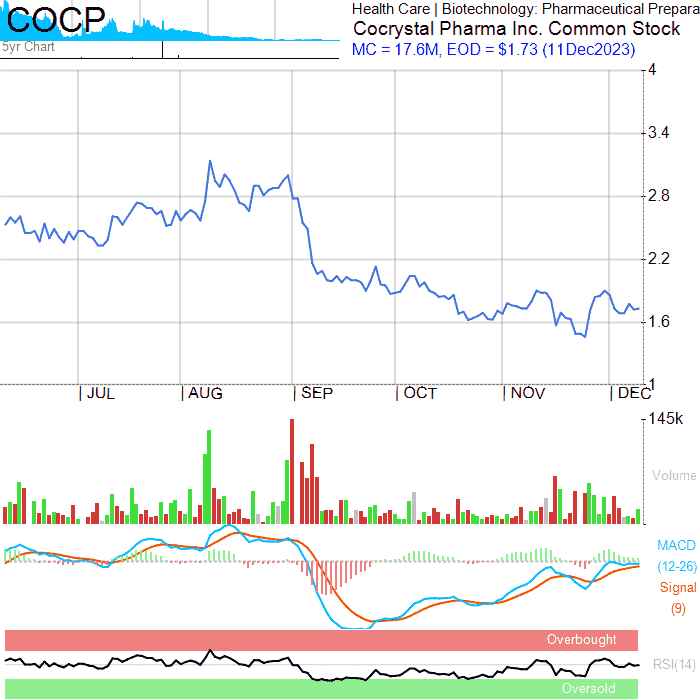 COCP
5yr Chart
Health Care | Biotechnology: Pharmaceutical Prepara
Cocrystal Pharma Inc. Common Stock
MC = 17.6M, EOD = $1.73 (11Dec2023)
4
3.4
2.8
2.2
1.6
1
JUL
AUG
SEP
OCT
NOV
DEC
145k
Volume
MACD
(12-26)
Signal
(9)
Overbought
RSI(14)
Oversold